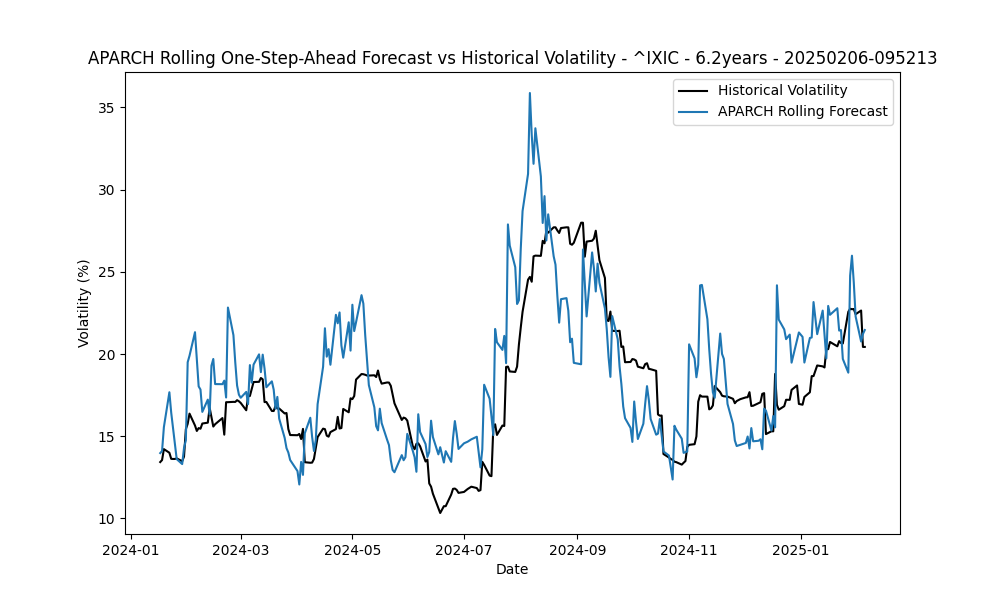 APARCH Rolling One-Step-Ahead Forecast vs Historical Volatility - ^IXIC - 6.2years - 20250206-095213
Historical Volatility
APARCH Rolling Forecast
Volatility (%)
35
30
25
20
15
10
2024-01
2024-03
2024-05
2024-07
2024-09
2024-11
2025-01
Date